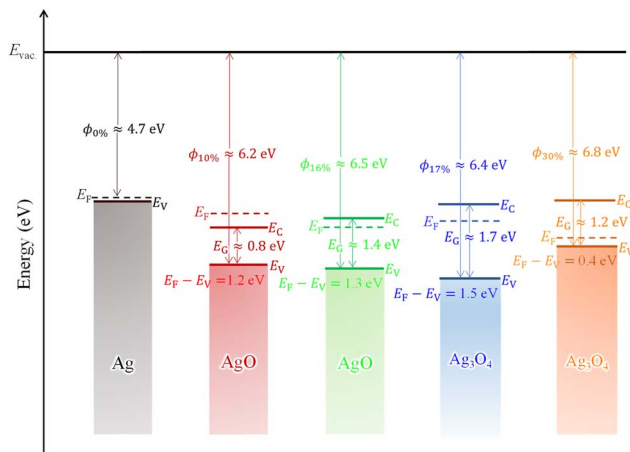 Energy (eV)
E_vac.
ϕ_0% ≈ 4.7 eV
E_F
E_V
Ag
ϕ_10% ≈ 6.2 eV
E_F
E_C
E_G ≈ 0.8 eV
E_V
E_F − E_V = 1.2 eV
AgO
ϕ_16% ≈ 6.5 eV
E_C
E_F
E_G ≈ 1.4 eV
E_V
E_F − E_V = 1.3 eV
AgO
ϕ_17% ≈ 6.4 eV
E_C
E_F
E_G ≈ 1.7 eV
E_V
E_F − E_V = 1.5 eV
Ag₃O₄
ϕ_30% ≈ 6.8 eV
E_C
E_G ≈ 1.2 eV
E_F
E_V
E_F − E_V = 0.4 eV
Ag₃O₄